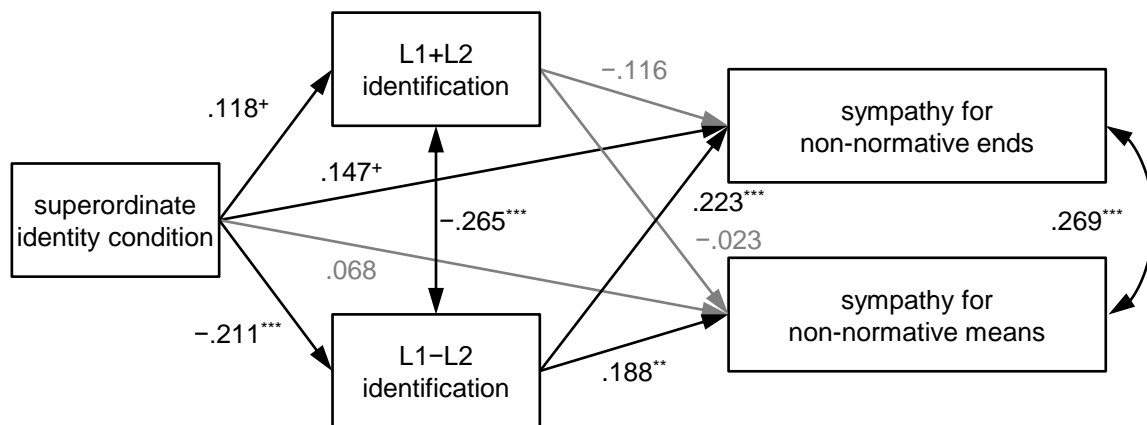 L1+L2
identification
−.116
.118⁺
sympathy for
non-normative ends
.147⁺
superordinate
identity condition
−.265***
.223***
.269***
−.023
.068
sympathy for
non-normative means
−.211***
L1−L2
identification
.188**